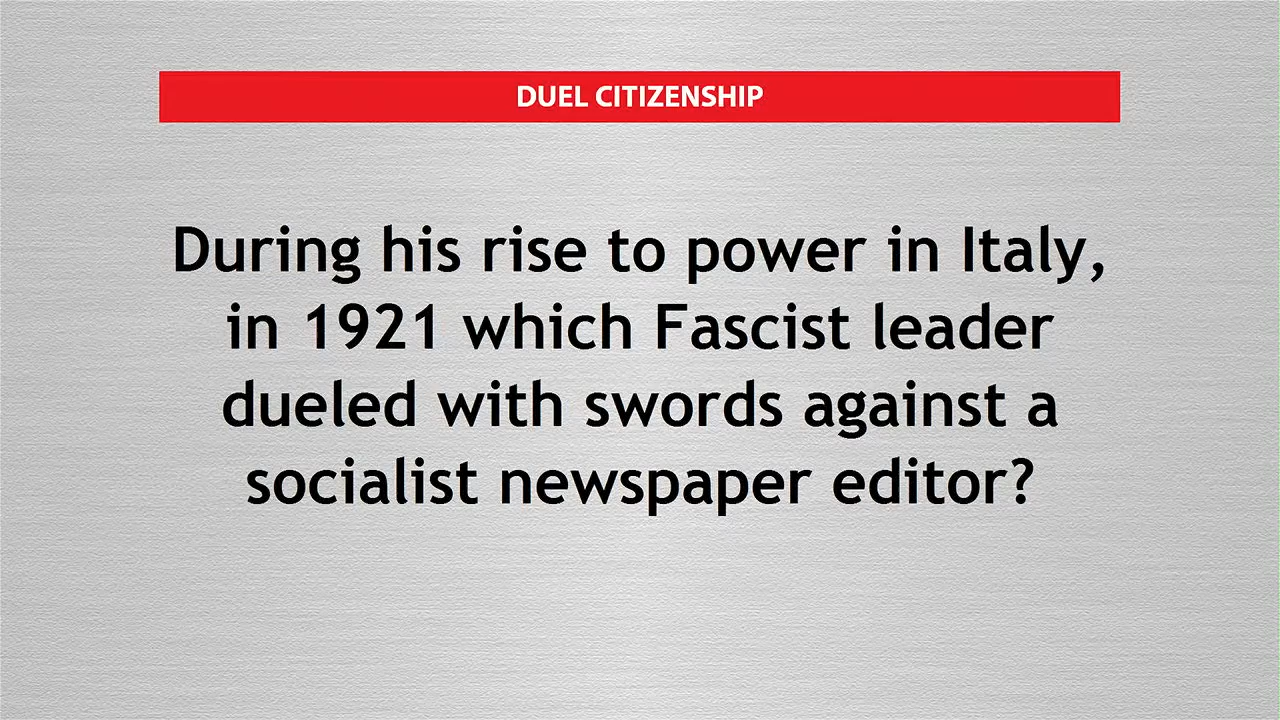 DUEL CITIZENSHIP
During his rise to power in Italy,
in 1921 which Fascist leader
dueled with swords against a
socialist newspaper editor?